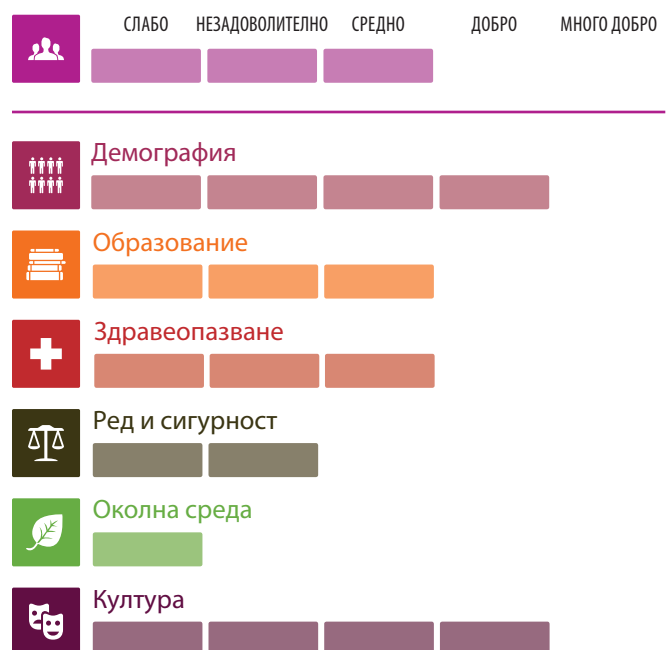 СЛАБО НЕЗАДОВОЛИТЕЛНО СРЕДНО ДОБРО МНОГО ДОБРО
Демография
Образование
Здравеопазване
Ред и сигурност
Околна среда
Култура